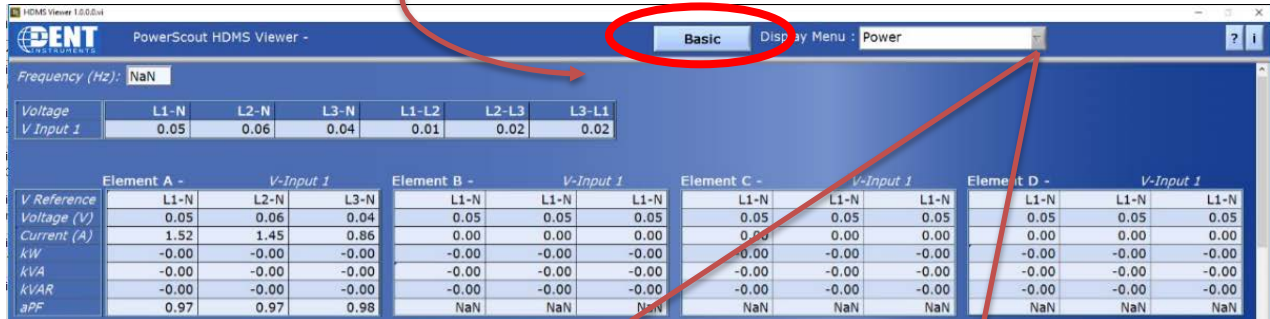 HDMS Viewer 1.0.0.vi
DENT INSTRUMENTS PowerScout HDMS Viewer - Basic Display Menu : Power ? i
Frequency (Hz): NaN
Voltage L1-N L2-N L3-N L1-L2 L2-L3 L3-L1
V Input 1 0.05 0.06 0.04 0.01 0.02 0.02
Element A - V-Input 1 Element B - V-Input 1 Element C - V-Input 1 Element D - V-Input 1
V Reference L1-N L2-N L3-N L1-N L1-N L1-N L1-N L1-N L1-N L1-N L1-N L1-N
Voltage (V) 0.05 0.06 0.04 0.05 0.05 0.05 0.05 0.05 0.05 0.05 0.05 0.05
Current (A) 1.52 1.45 0.86 0.00 0.00 0.00 0.00 0.00 0.00 0.00 0.00 0.00
kW -0.00 -0.00 -0.00 -0.00 -0.00 -0.00 -0.00 -0.00 -0.00 -0.00 -0.00 -0.00
kVA -0.00 -0.00 -0.00 -0.00 -0.00 -0.00 -0.00 -0.00 -0.00 -0.00 -0.00 -0.00
kVAR -0.00 -0.00 -0.00 -0.00 -0.00 -0.00 -0.00 -0.00 -0.00 -0.00 -0.00 -0.00
aPF 0.97 0.97 0.98 NaN NaN NaN NaN NaN NaN NaN NaN NaN